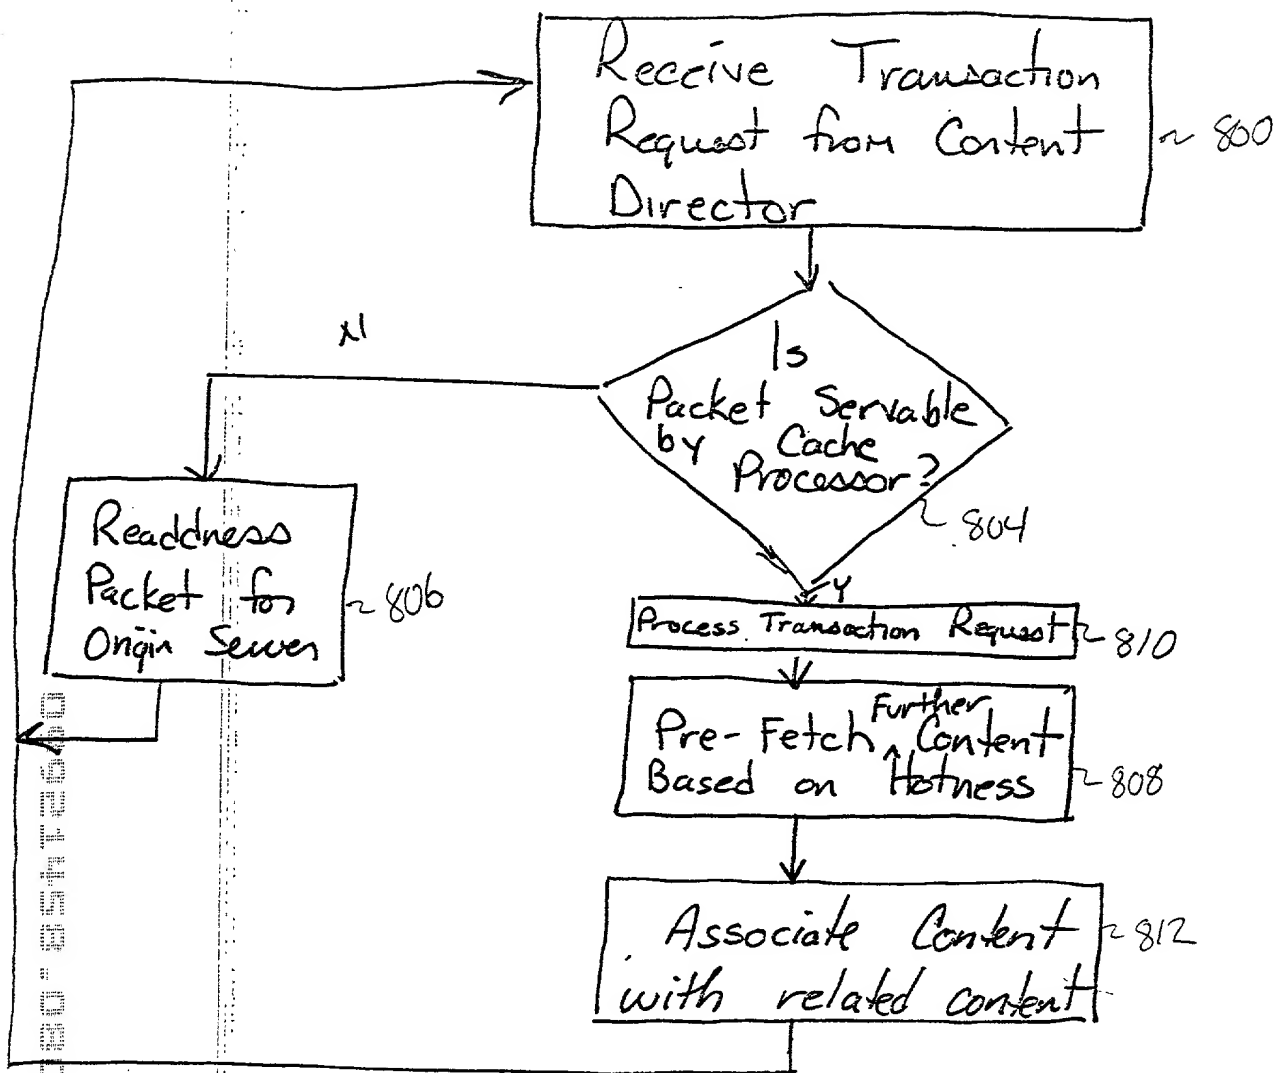 Receive Transaction
Request from Content
Director
~ 800
N
Is
Packet Servable
by Cache
Processor?
~ 804
Y
Readdress
Packet for
Origin Server
~ 806
Process Transaction Request
~ 810
Pre-Fetch Further Content
Based on Hotness
~ 808
Associate Content
with related content
~ 812